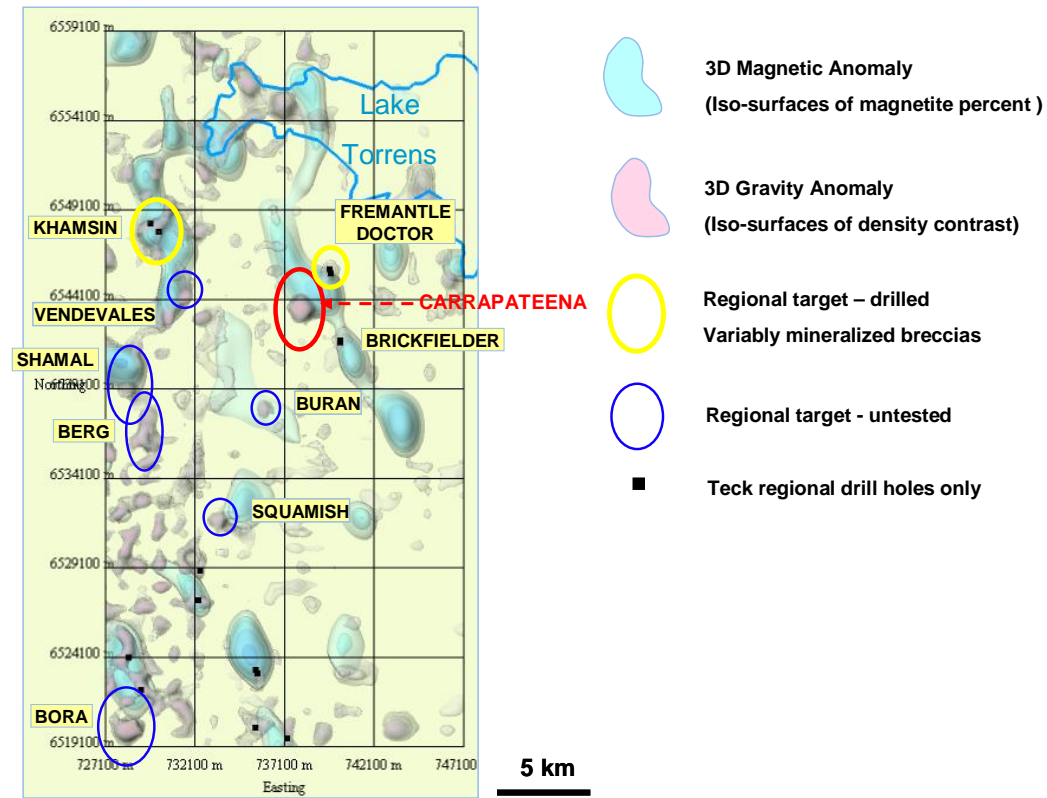 6559100 m
Lake
6554100 m
Torrens
6549100 m
KHAMSIN
FREMANTLE
DOCTOR
6544100 m
CARRAPATEENA
VENDEVALES
BRICKFIELDER
SHAMAL
Northing
6539100 m
BURAN
BERG
6534100 m
SQUAMISH
6529100 m
6524100 m
BORA
6519100 m
727100 m
732100 m
737100 m
742100 m
747100
Easting
5 km
3D Magnetic Anomaly
(Iso-surfaces of magnetite percent )
3D Gravity Anomaly
(Iso-surfaces of density contrast)
Regional target – drilled
Variably mineralized breccias
Regional target - untested
Teck regional drill holes only